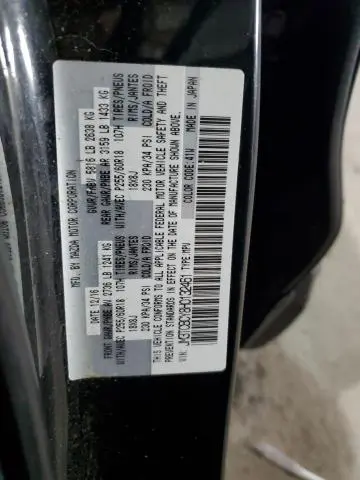 MFD. BY MAZDA MOTOR CORPORATION
DATE: 12/16 GVWR/PNBV 5816 LB 2638 KG
FRONT GAWR/PNBE AV 2736 LB 1241 KG REAR GAWR/PNBE AR 3159 LB 1433 KG
WITH/AVEC P255/60R18 107H TIRES/PNEUS WITH/AVEC P255/60R18 107H TIRES/PNEUS
18X8J RIMS/JANTES 18X8J RIMS/JANTES
230 KPA/34 PSI COLD/A FROID 230 KPA/34 PSI COLD/A FROID
THIS VEHICLE CONFORMS TO ALL APPLICABLE FEDERAL MOTOR VEHICLE SAFETY AND THEFT
PREVENTION STANDARDS IN EFFECT ON THE DATE OF MANUFACTURE SHOWN ABOVE.
MADE IN JAPAN
VIN: TYPE:MPV COLOR CODE:41W